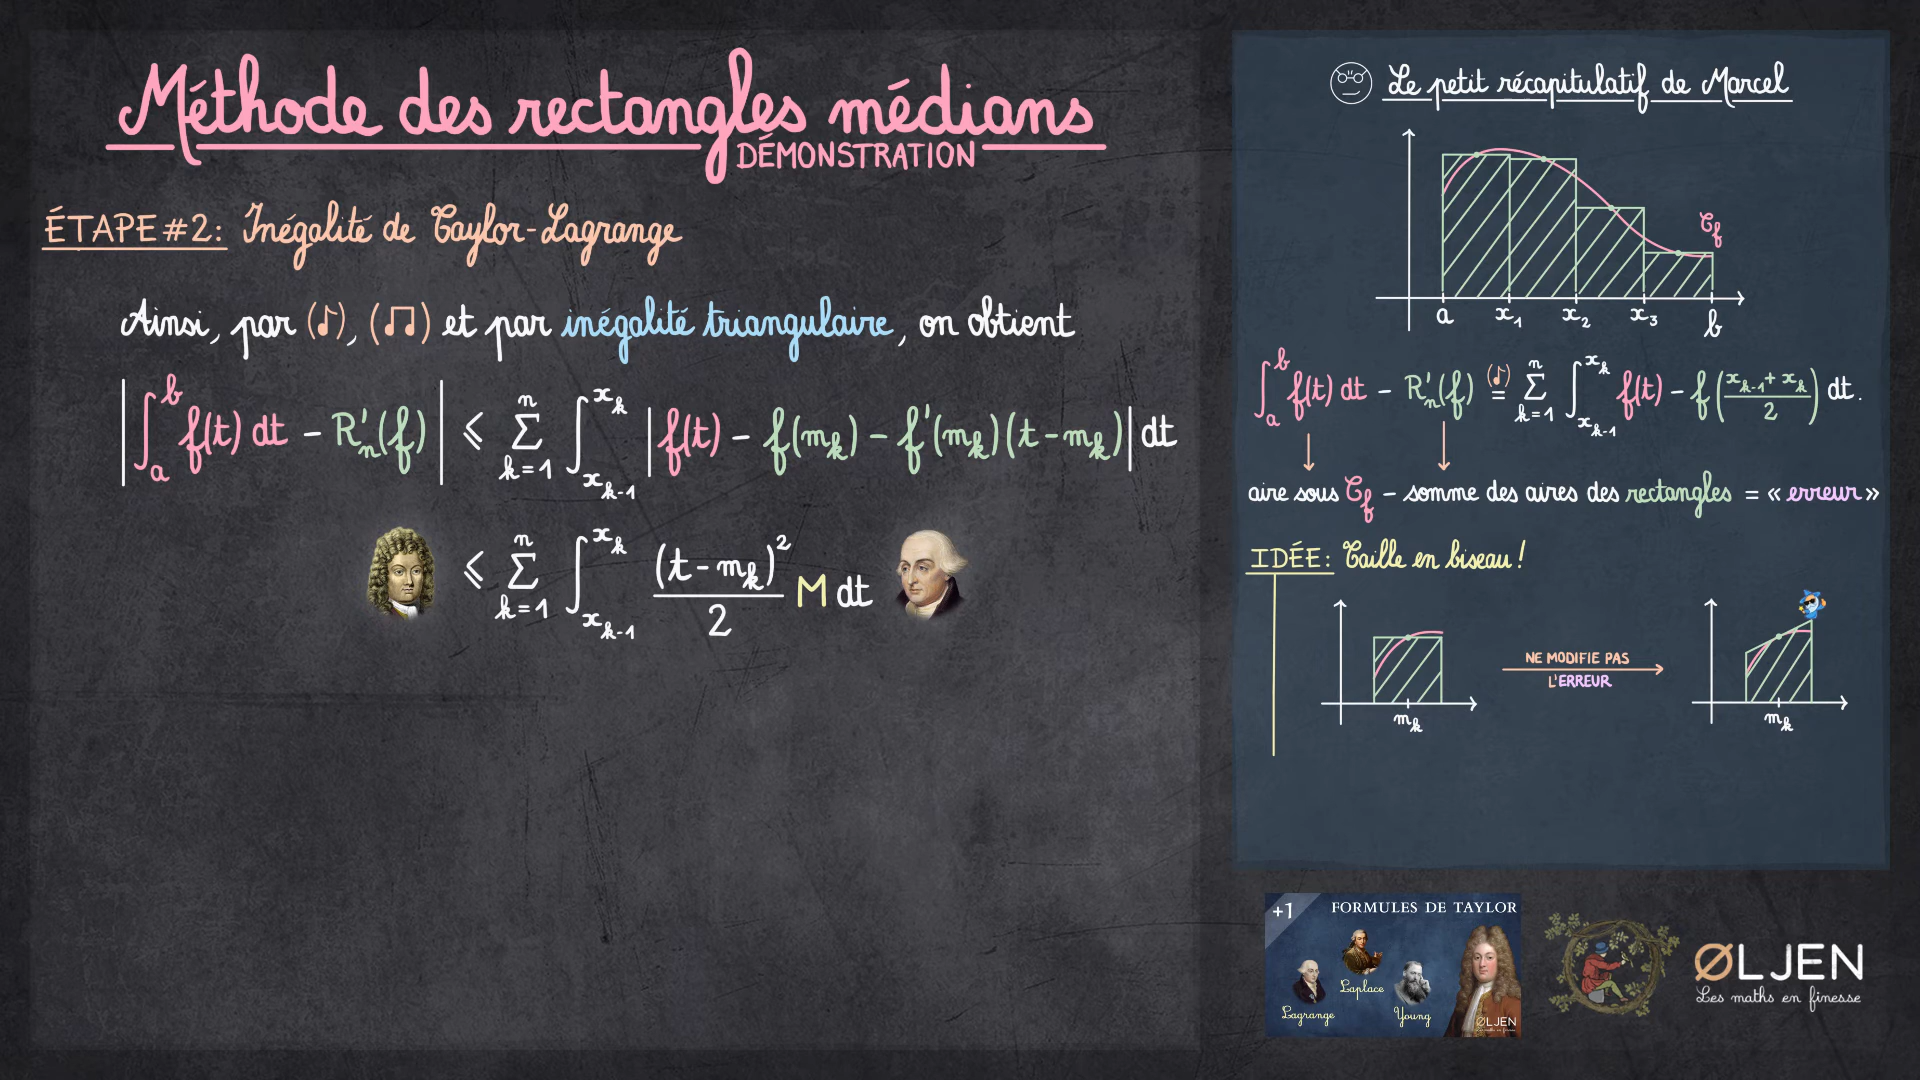 Méthode des rectangles médians
DÉMONSTRATION
ÉTAPE #2: Inégalité de Taylor-Lagrange
Ainsi, par (♪), (♫) et par inégalité triangulaire, on obtient
|∫_a^b f(t) dt − R'_n(f)| ⩽ ∑_{k=1}^n ∫_{x_{k-1}}^{x_k} |f(t) − f(m_k) − f'(m_k)(t − m_k)| dt
⩽ ∑_{k=1}^n ∫_{x_{k-1}}^{x_k} (t − m_k)²/2 M dt
Le petit récapitulatif de Marcel
C_f
a x_1 x_2 x_3 b
∫_a^b f(t) dt − R'_n(f) (♪)= ∑_{k=1}^n ∫_{x_{k-1}}^{x_k} f(t) − f((x_{k-1} + x_k)/2) dt.
aire sous C_f − somme des aires des rectangles = « erreur »
IDÉE: Taille en biseau !
NE MODIFIE PAS
L'ERREUR
m_k m_k
+1 FORMULES DE TAYLOR
Laplace
Lagrange Young
ØLJEN
ØLJEN
Les maths en finesse